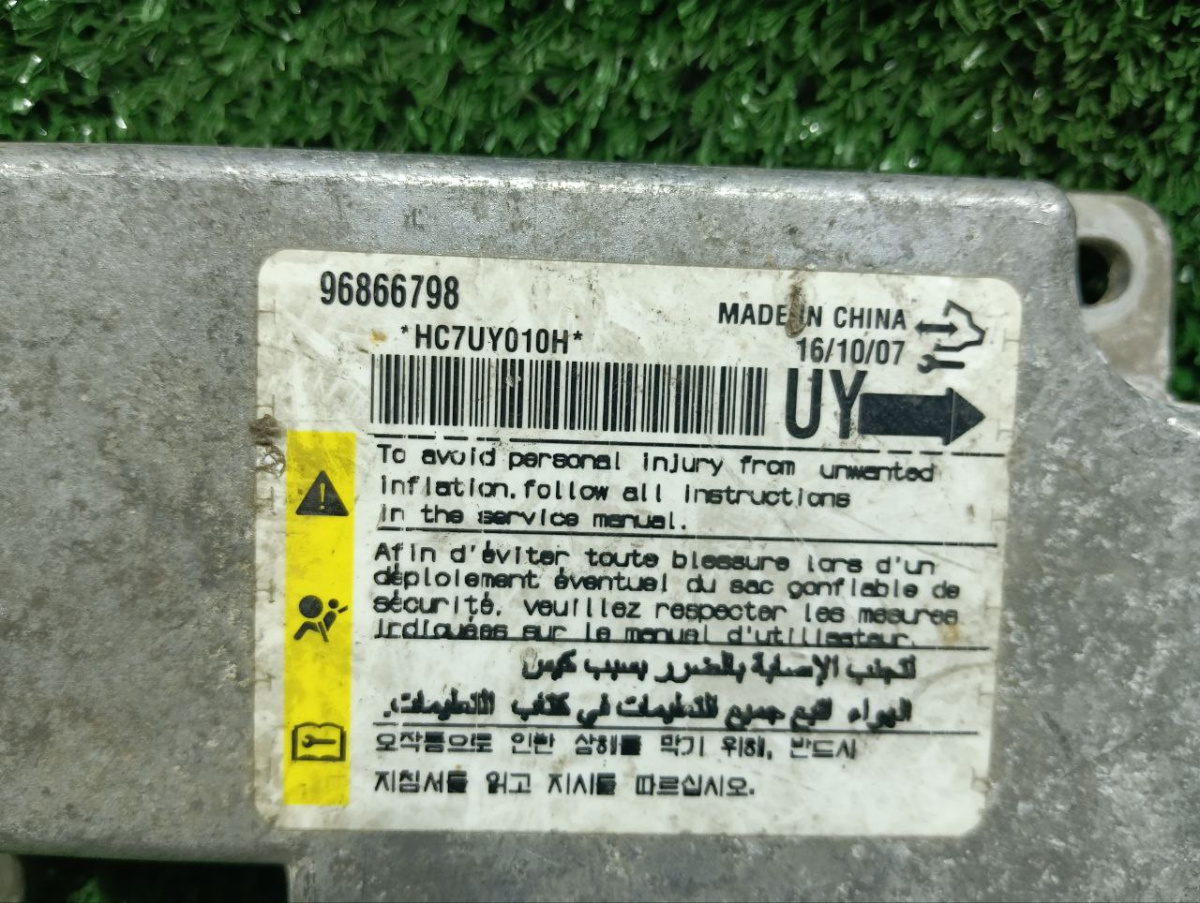 96866798
*HC7UY010H*
MADE IN CHINA
16/10/07
UY
To avoid personal injury from unwanted
inflation. follow all instructions
in the service manual.
Afin d'éviter toute blessure lors d'un
déploiement éventuel du sac gonflable de
sécurité, veuillez respecter les mesures
indiquées sur le manuel d'utilisateur.
لتجنب الإصابة بالضرر بسبب كيس
الهواء اتبع جميع التعليمات في كتاب التعليمات.
오작동으로 인한 상해를 막기 위해, 반드시
지침서를 읽고 지시를 따르십시오.